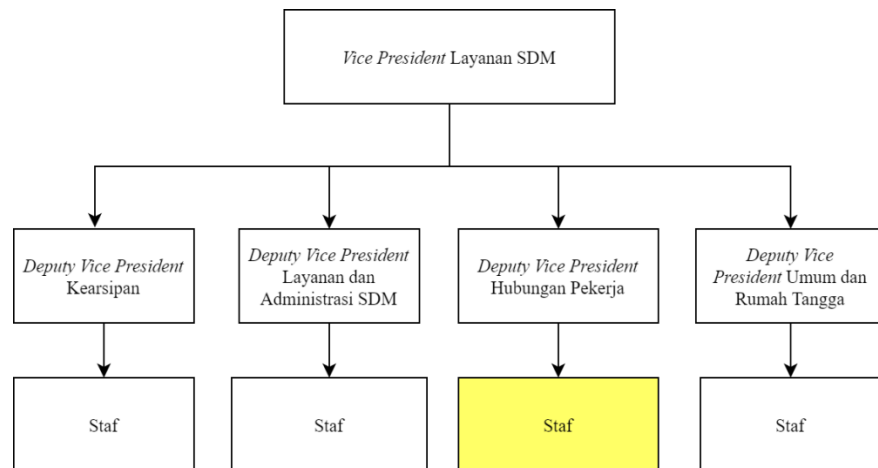 Vice President Layanan SDM
Deputy Vice President
Kearsipan
Deputy Vice President
Layanan dan
Administrasi SDM
Deputy Vice President
Hubungan Pekerja
Deputy Vice
President Umum dan
Rumah Tangga
Staf
Staf
Staf
Staf